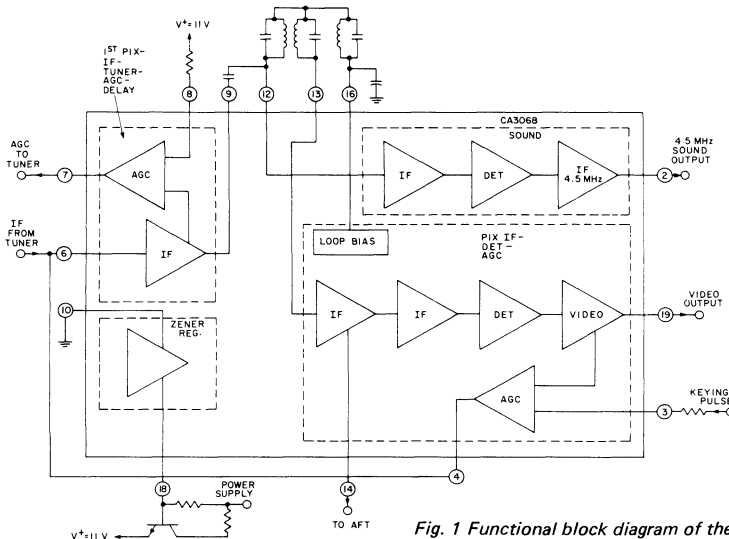 V⁺=11 V
1ST PIX-
IF-
TUNER-
AGC-
DELAY
8
9
12
13
16
CA3068
SOUND
AGC
TO
TUNER
7
AGC
IF
DET
IF
4.5 MHz
2
4.5 MHz
SOUND
OUTPUT
IF
FROM
TUNER
6
IF
LOOP BIAS
PIX IF-
DET-
AGC
10
ZENER
REG.
IF
IF
DET
VIDEO
19
VIDEO
OUTPUT
AGC
3
KEYING
PULSE
4
18
POWER
SUPPLY
14
TO AFT
V⁺=11 V
Fig. 1 Functional block diagram of the